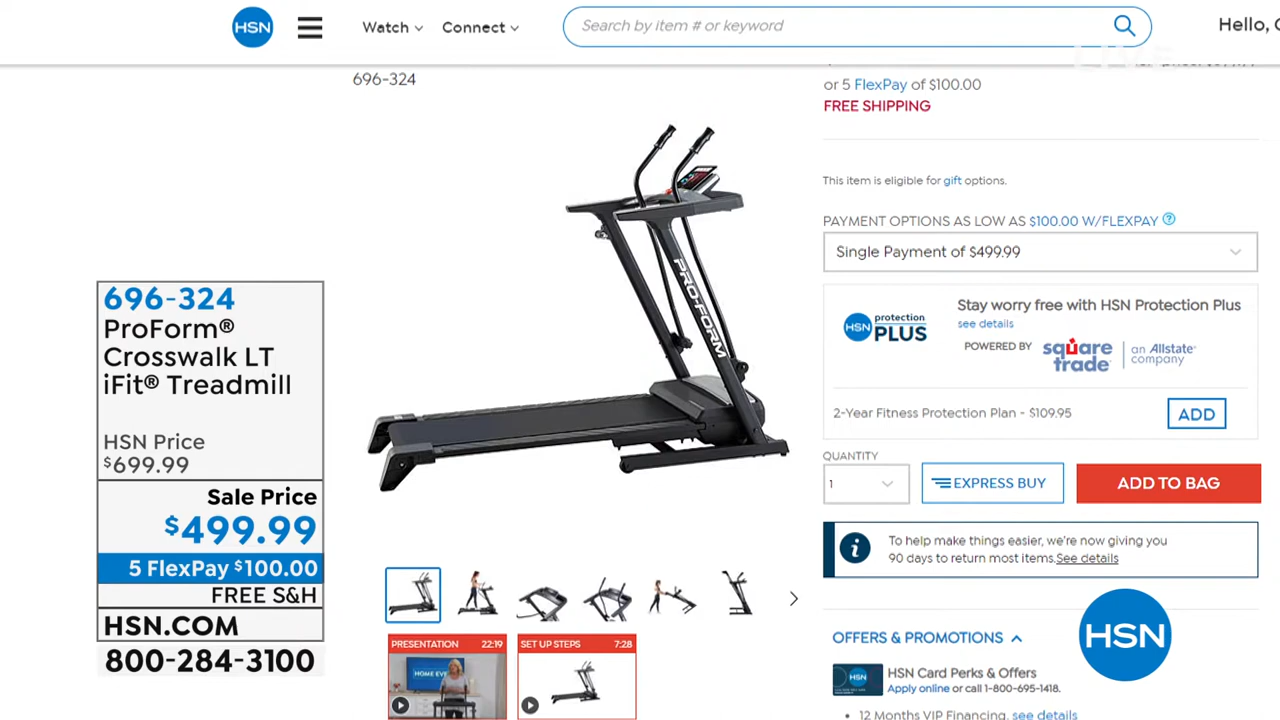 HSN
Watch
Connect
Search by item # or keyword
Hello,
LIVE
696-324
or 5 FlexPay of $100.00
FREE SHIPPING
This item is eligible for gift options.
PAYMENT OPTIONS AS LOW AS $100.00 W/FLEXPAY ?
Single Payment of $499.99
HSN protection PLUS
Stay worry free with HSN Protection Plus
see details
POWERED BY
square trade
an Allstate company
2-Year Fitness Protection Plan - $109.95
ADD
QUANTITY
1
EXPRESS BUY
ADD TO BAG
i
To help make things easier, we're now giving you
90 days to return most items.See details
OFFERS & PROMOTIONS
HSN
HSN
HSN Card Perks & Offers
Apply online or call 1-800-695-1418.
• 12 Months VIP Financing, see details
PRO-FORM
696-324
ProForm®
Crosswalk LT
iFit® Treadmill
HSN Price
$699.99
Sale Price
$499.99
5 FlexPay $100.00
FREE S&H
HSN.COM
800-284-3100
PRESENTATION 22:19
HOME EVE
SET UP STEPS 7:28